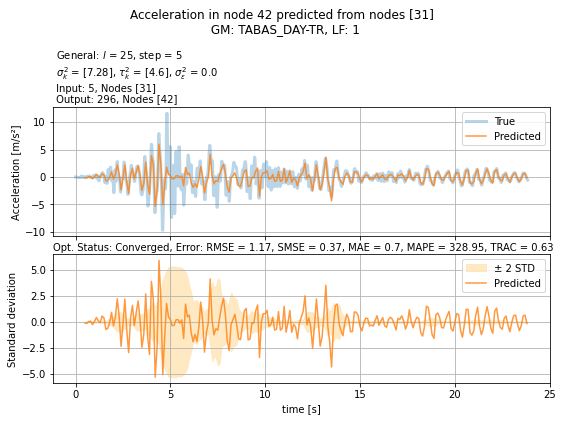 Acceleration in node 42 predicted from nodes [31]
GM: TABAS_DAY-TR, LF: 1
General: l = 25, step = 5
σ²ₖ = [7.28], τ²ₖ = [4.6], σ²ε = 0.0
Input: 5, Nodes [31]
Output: 296, Nodes [42]
Acceleration [m/s²]
10
5
0
−5
−10
True
Predicted
Opt. Status: Converged, Error: RMSE = 1.17, SMSE = 0.37, MAE = 0.7, MAPE = 328.95, TRAC = 0.63
Standard deviation
5.0
2.5
0.0
−2.5
−5.0
± 2 STD
Predicted
0 5 10 15 20 25
time [s]